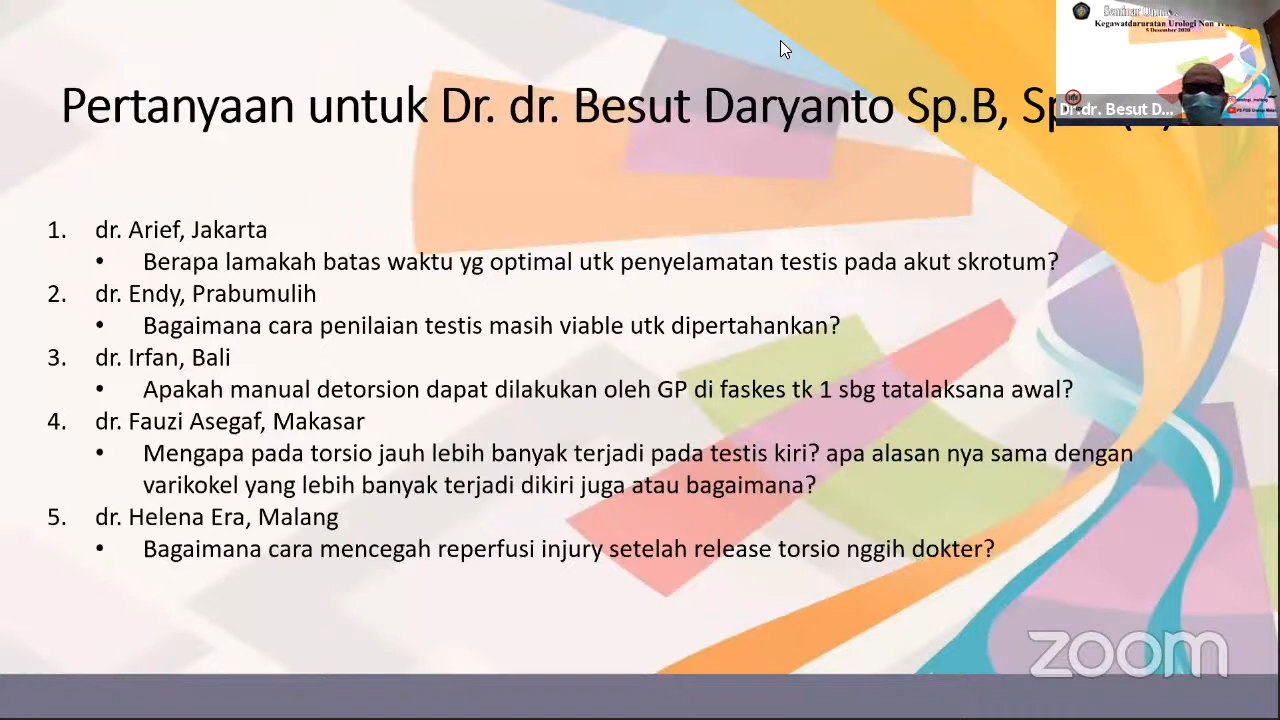 Pertanyaan untuk Dr. dr. Besut Daryanto Sp.B,
Kegawatdaruratan Urologi Non
5 Desember 2020
Dr.dr. Besut D...
1. dr. Arief, Jakarta
• Berapa lamakah batas waktu yg optimal utk penyelamatan testis pada akut skrotum?
2. dr. Endy, Prabumulih
• Bagaimana cara penilaian testis masih viable utk dipertahankan?
3. dr. Irfan, Bali
• Apakah manual detorsion dapat dilakukan oleh GP di faskes tk 1 sbg tatalaksana awal?
4. dr. Fauzi Asegaf, Makasar
• Mengapa pada torsio jauh lebih banyak terjadi pada testis kiri? apa alasan nya sama dengan
varikokel yang lebih banyak terjadi dikiri juga atau bagaimana?
5. dr. Helena Era, Malang
• Bagaimana cara mencegah reperfusi injury setelah release torsio nggih dokter?
zoom